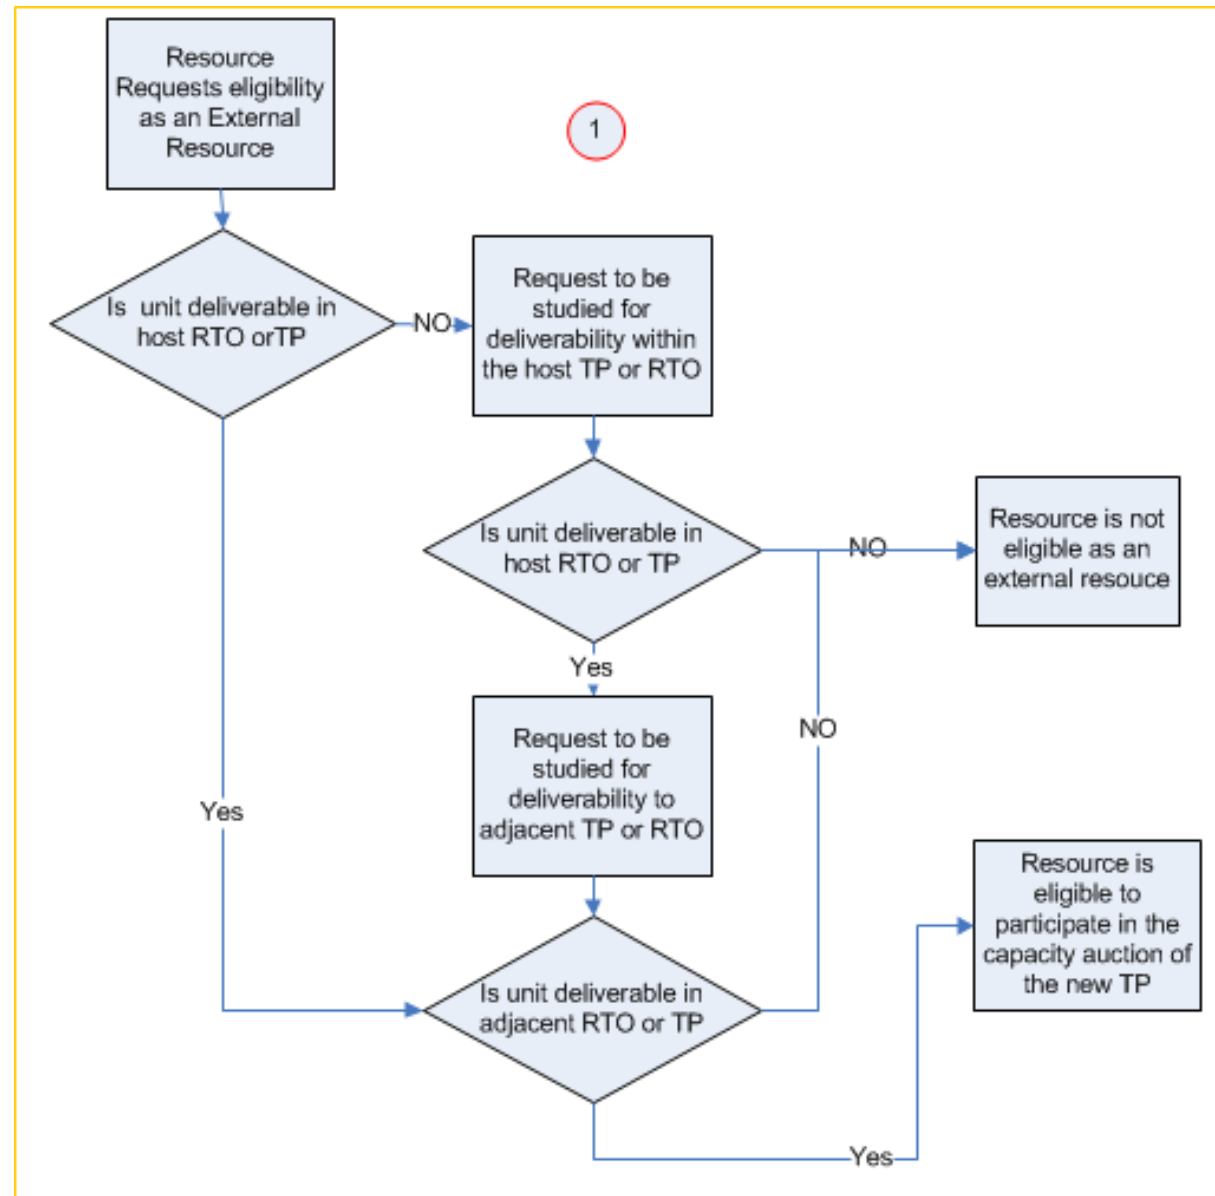 Resource
Requests eligibility
as an External
Resource
1
Is unit deliverable in
host RTO orTP
NO
Request to be
studied for
deliverability within
the host TP or RTO
Is unit deliverable in
host RTO or TP
NO
Resource is not
eligible as an
external resouce
Yes
Request to be
studied for
deliverability to
adjacent TP or RTO
NO
Yes
Is unit deliverable in
adjacent RTO or TP
Resource is
eligible to
participate in the
capacity auction of
the new TP
Yes